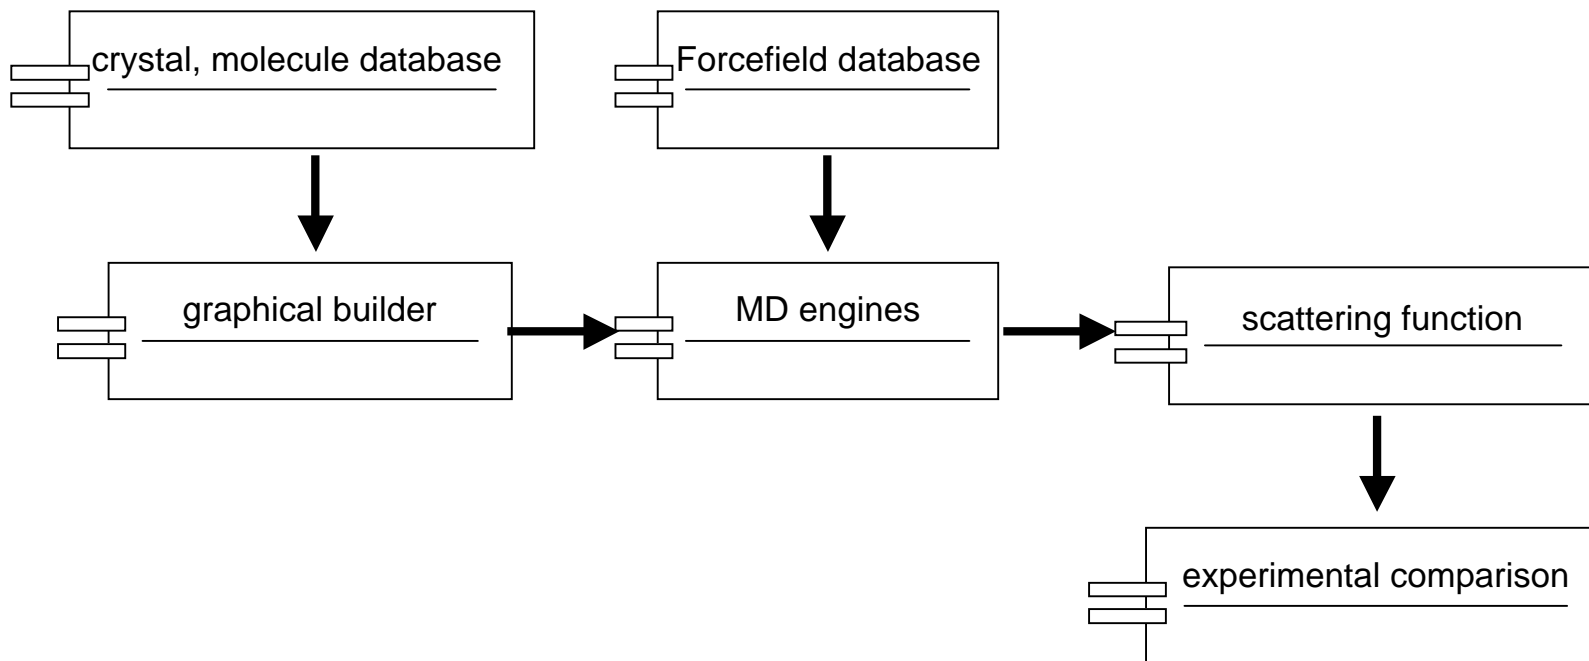 crystal, molecule database
Forcefield database
graphical builder
MD engines
scattering function
experimental comparison